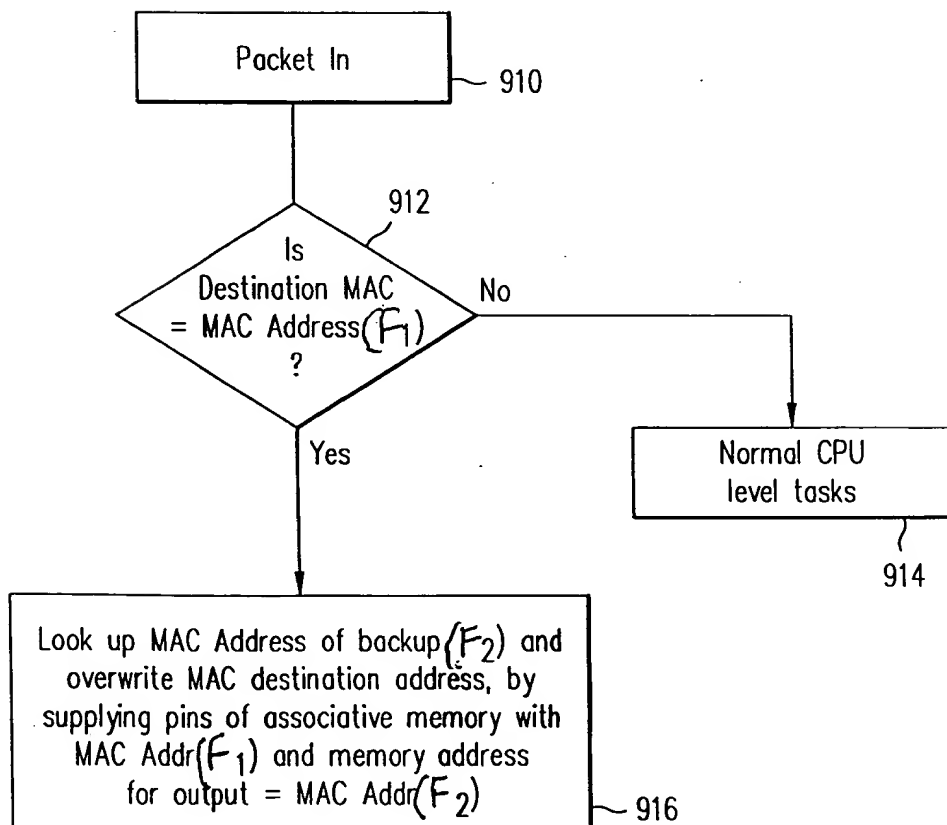 Packet In
910
912
Is
Destination MAC
= MAC Address(F1)
?
No
Yes
Normal CPU
level tasks
914
Look up MAC Address of backup(F2) and
overwrite MAC destination address, by
supplying pins of associative memory with
MAC Addr(F1) and memory address
for output = MAC Addr(F2)
916